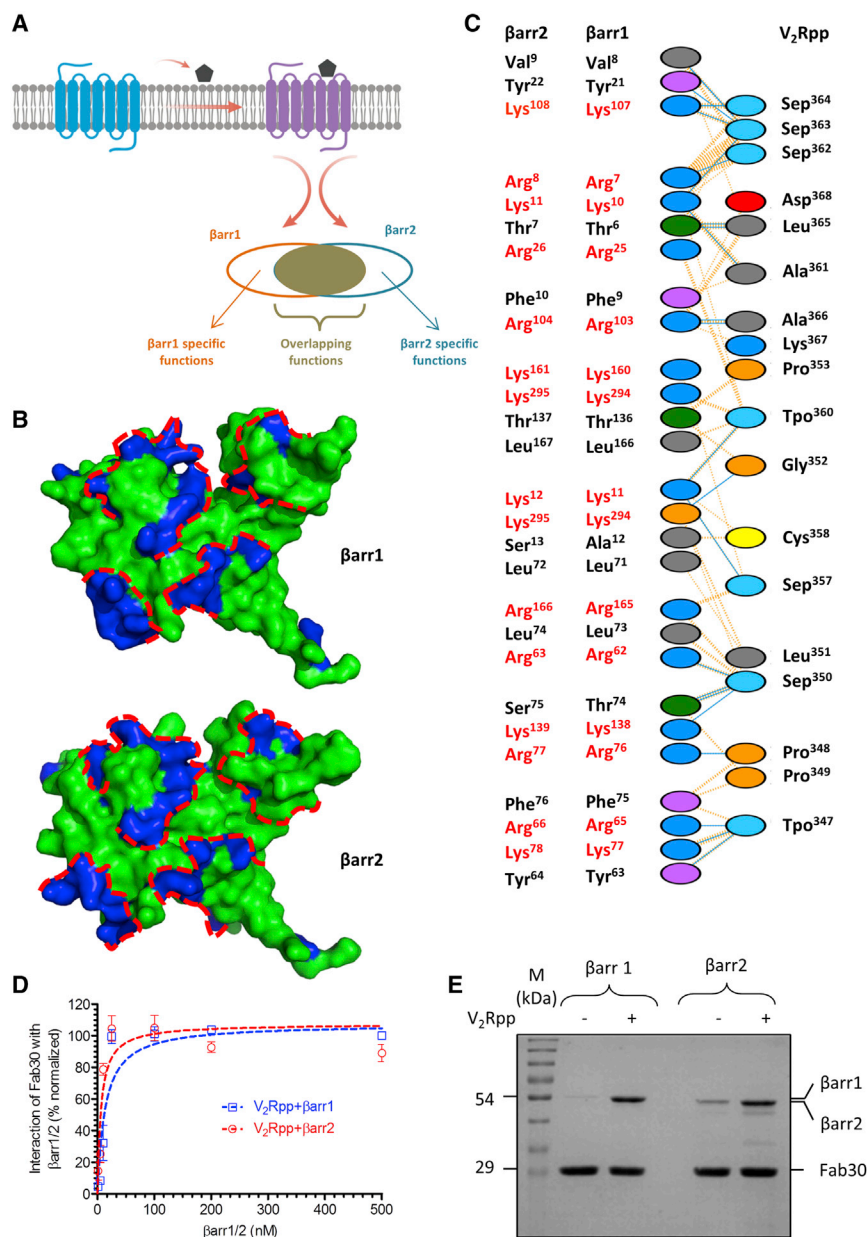 A
βarr1
βarr2
βarr1 specific
functions
Overlapping
functions
βarr2 specific
functions
B
βarr1
βarr2
C
βarr2 βarr1 V₂Rpp
Val⁹ Val⁸
Tyr²² Tyr²¹
Lys¹⁰⁸ Lys¹⁰⁷ Sep³⁶⁴
Sep³⁶³
Sep³⁶²
Arg⁸ Arg⁷
Lys¹¹ Lys¹⁰ Asp³⁶⁸
Thr⁷ Thr⁶ Leu³⁶⁵
Arg²⁶ Arg²⁵
Ala³⁶¹
Phe¹⁰ Phe⁹
Arg¹⁰⁴ Arg¹⁰³ Ala³⁶⁶
Lys³⁶⁷
Lys¹⁶¹ Lys¹⁶⁰ Pro³⁵³
Lys²⁹⁵ Lys²⁹⁴
Thr¹³⁷ Thr¹³⁶ Tpo³⁶⁰
Leu¹⁶⁷ Leu¹⁶⁶
Gly³⁵²
Lys¹² Lys¹¹
Lys²⁹⁵ Lys²⁹⁴
Ser¹³ Ala¹² Cys³⁵⁸
Leu⁷² Leu⁷¹
Sep³⁵⁷
Arg¹⁶⁶ Arg¹⁶⁵
Leu⁷⁴ Leu⁷³
Arg⁶³ Arg⁶² Leu³⁵¹
Sep³⁵⁰
Ser⁷⁵ Thr⁷⁴
Lys¹³⁹ Lys¹³⁸
Arg⁷⁷ Arg⁷⁶ Pro³⁴⁸
Pro³⁴⁹
Phe⁷⁶ Phe⁷⁵
Arg⁶⁶ Arg⁶⁵ Tpo³⁴⁷
Lys⁷⁸ Lys⁷⁷
Tyr⁶⁴ Tyr⁶³
D
Interaction of Fab30 with
βarr1/2 (% normalized)
120
100
80
60
40
20
0
V₂Rpp+βarr1
V₂Rpp+βarr2
0 100 200 300 400 500
βarr1/2 (nM)
E
M
(kDa)
βarr 1 βarr2
V₂Rpp - + - +
54
29
βarr1
βarr2
Fab30